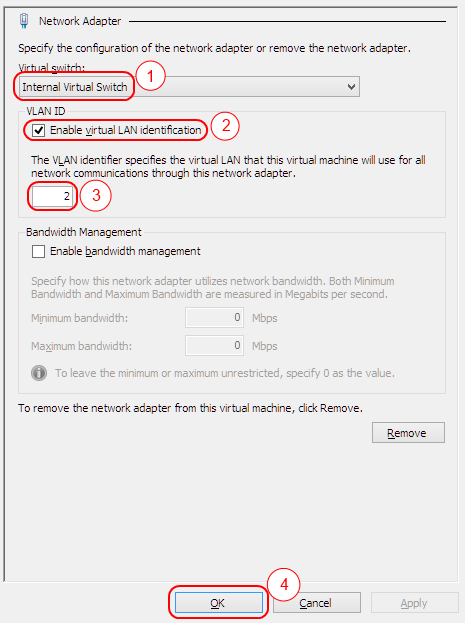 Network Adapter
Specify the configuration of the network adapter or remove the network adapter.
Virtual switch:
1
Internal Virtual Switch
VLAN ID
Enable virtual LAN identification
2
The VLAN identifier specifies the virtual LAN that this virtual machine will use for all
network communications through this network adapter.
2
3
Bandwidth Management
Enable bandwidth management
Specify how this network adapter utilizes network bandwidth. Both Minimum
Bandwidth and Maximum Bandwidth are measured in Megabits per second.
Minimum bandwidth: 0 Mbps
Maximum bandwidth: 0 Mbps
To leave the minimum or maximum unrestricted, specify 0 as the value.
To remove the network adapter from this virtual machine, click Remove.
Remove
4
OK Cancel Apply